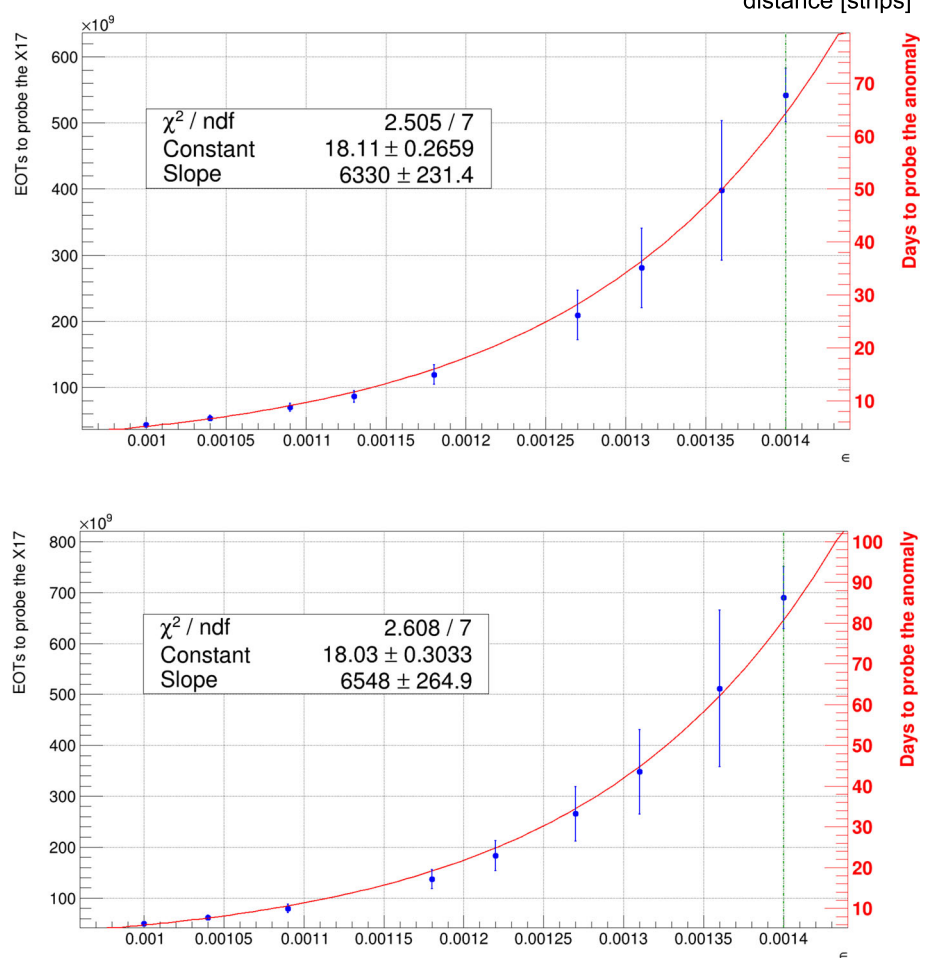 distance [strips]
×10⁹
EOTs to probe the X17
600
500
400
300
200
100
χ² / ndf 2.505 / 7
Constant 18.11 ± 0.2659
Slope 6330 ± 231.4
70
60
50
40
30
20
10
Days to probe the anomaly
0.001 0.00105 0.0011 0.00115 0.0012 0.00125 0.0013 0.00135 0.0014
ϵ
×10⁹
EOTs to probe the X17
800
700
600
500
400
300
200
100
χ² / ndf 2.608 / 7
Constant 18.03 ± 0.3033
Slope 6548 ± 264.9
100
90
80
70
60
50
40
30
20
10
Days to probe the anomaly
0.001 0.00105 0.0011 0.00115 0.0012 0.00125 0.0013 0.00135 0.0014
ϵ